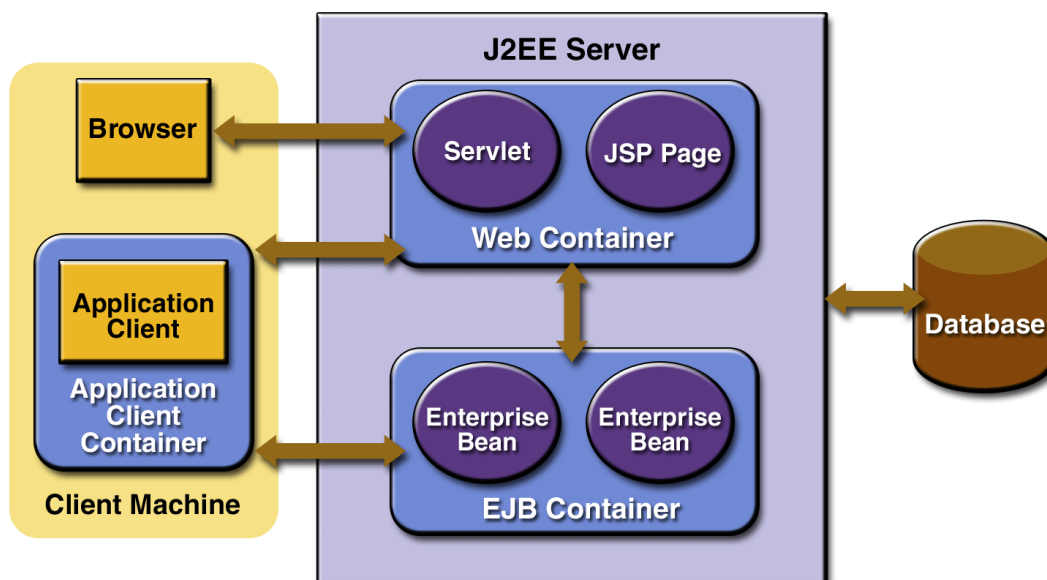 J2EE Server
Browser
Servlet
JSP Page
Web Container
Application
Client
Application
Client
Container
Client Machine
Enterprise
Bean
Enterprise
Bean
EJB Container
Database